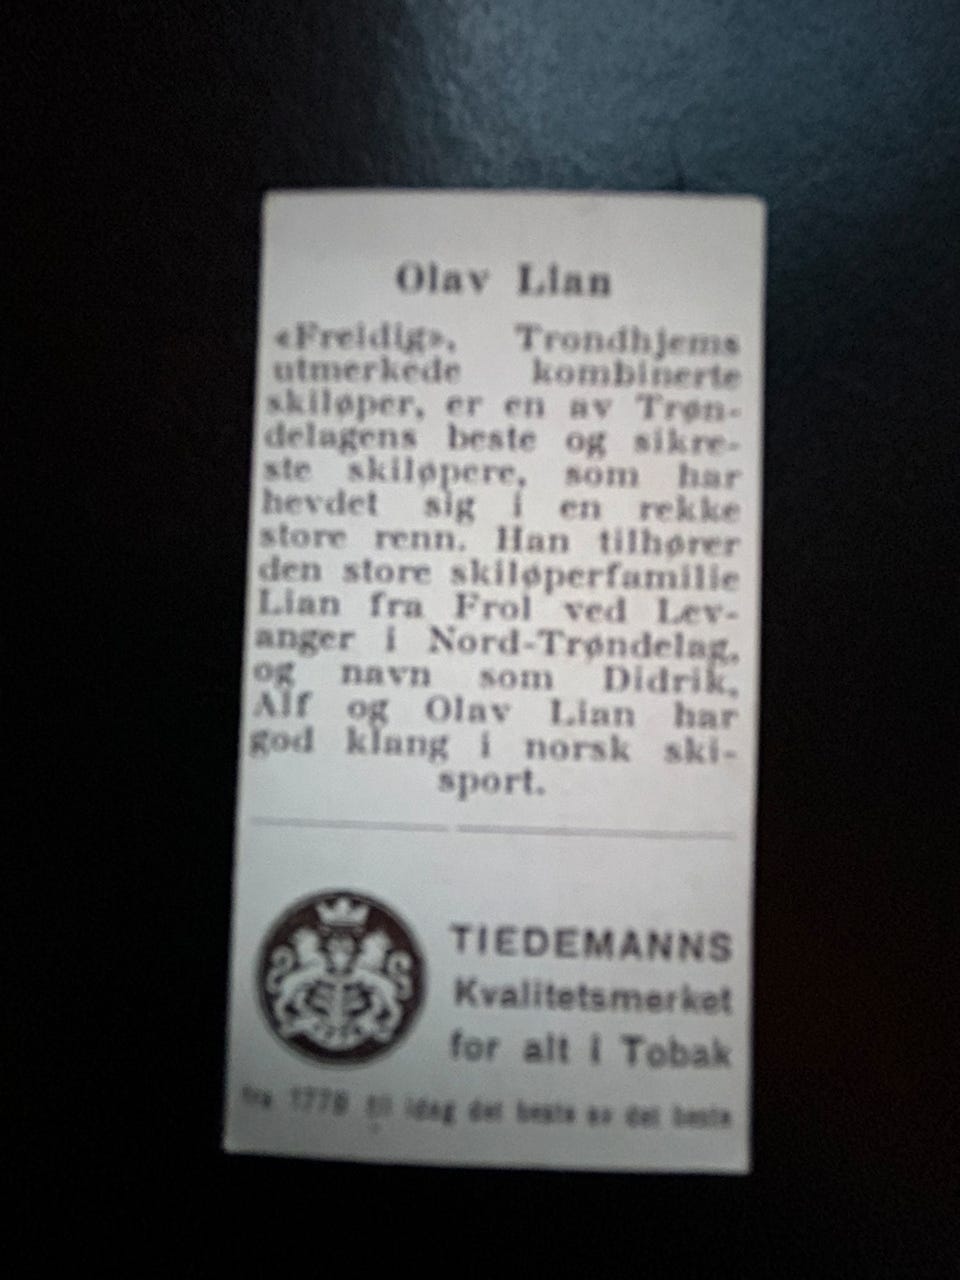 Olav Lian
«Freidig», Trondhjems
utmerkede kombinerte
skiløper, er en av Trøn-
delagens beste og sikre-
ste skiløpere, som har
hevdet sig i en rekke
store renn. Han tilhører
den store skiløperfamilie
Lian fra Frol ved Lev-
anger i Nord-Trøndelag,
og navn som Didrik,
Alf og Olav Lian har
god klang i norsk ski-
sport.
TIEDEMANNS
Kvalitetsmerket
for alt i Tobak
fra 1778 til idag det beste av det beste